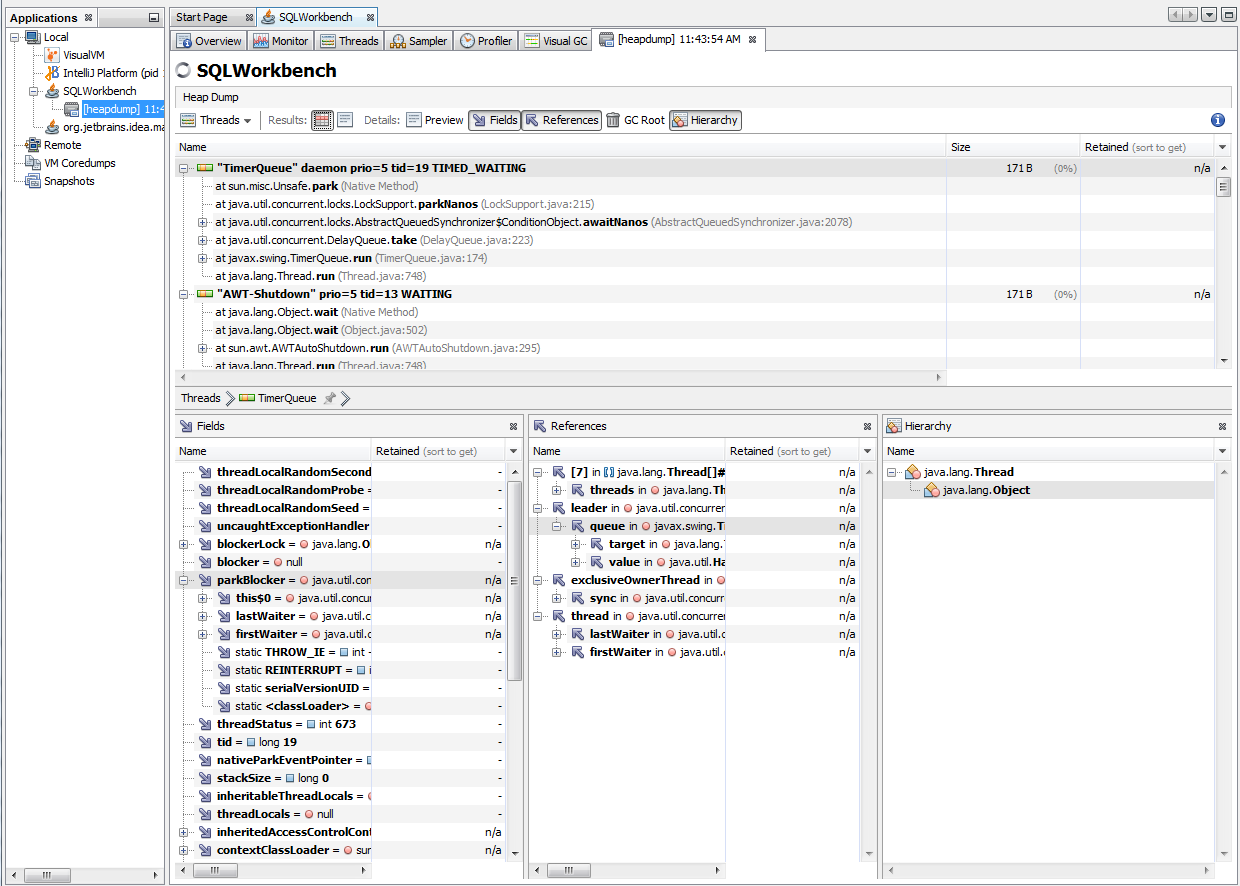 Applications
Local
VisualVM
IntelliJ Platform (pid
SQLWorkbench
[heapdump] 11:4
org.jetbrains.idea.ma
Remote
VM Coredumps
Snapshots
Start Page SQLWorkbench
Overview Monitor Threads Sampler Profiler Visual GC [heapdump] 11:43:54 AM
SQLWorkbench
Heap Dump
Threads Results: Details: Preview Fields References GC Root Hierarchy
Name Size Retained (sort to get)
"TimerQueue" daemon prio=5 tid=19 TIMED_WAITING 171 B (0%) n/a
at sun.misc.Unsafe.park (Native Method)
at java.util.concurrent.locks.LockSupport.parkNanos (LockSupport.java:215)
at java.util.concurrent.locks.AbstractQueuedSynchronizer$ConditionObject.awaitNanos (AbstractQueuedSynchronizer.java:2078)
at java.util.concurrent.DelayQueue.take (DelayQueue.java:223)
at javax.swing.TimerQueue.run (TimerQueue.java:174)
at java.lang.Thread.run (Thread.java:748)
"AWT-Shutdown" prio=5 tid=13 WAITING 171 B (0%) n/a
at java.lang.Object.wait (Native Method)
at java.lang.Object.wait (Object.java:502)
at sun.awt.AWTAutoShutdown.run (AWTAutoShutdown.java:295)
at java.lang.Thread.run (Thread.java:748)
Threads TimerQueue
Fields
Name Retained (sort to get)
threadLocalRandomSecond -
threadLocalRandomProbe = -
threadLocalRandomSeed = -
uncaughtExceptionHandler -
blockerLock = java.lang.O n/a
blocker = null -
parkBlocker = java.util.con n/a
this$0 = java.util.concu n/a
lastWaiter = java.util.c n/a
firstWaiter = java.util.c n/a
static THROW_IE = int - -
static REINTERRUPT = i -
static serialVersionUID = -
static <classLoader> = -
threadStatus = int 673 -
tid = long 19 -
nativeParkEventPointer = -
stackSize = long 0 -
inheritableThreadLocals = -
threadLocals = null -
inheritedAccessControlCont n/a
contextClassLoader = sun n/a
References
Name Retained (sort to get)
[7] in java.lang.Thread[]# n/a
threads in java.lang.Th n/a
leader in java.util.concurren n/a
queue in javax.swing.Ti n/a
target in java.lang. n/a
value in java.util.Ha n/a
exclusiveOwnerThread in n/a
sync in java.util.concurr n/a
thread in java.util.concurren n/a
lastWaiter in java.util.c n/a
firstWaiter in java.util. n/a
Hierarchy
Name
java.lang.Thread
java.lang.Object